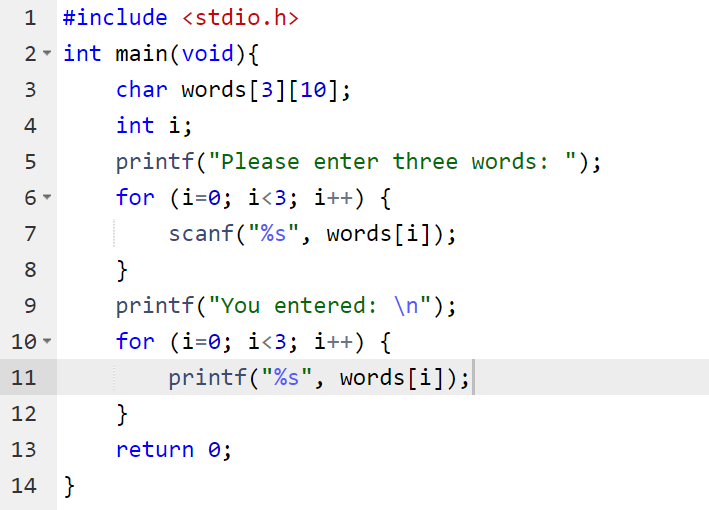 1 #include <stdio.h>
2 int main(void){
3     char words[3][10];
4     int i;
5     printf("Please enter three words: ");
6     for (i=0; i<3; i++) {
7         scanf("%s", words[i]);
8     }
9     printf("You entered: \n");
10     for (i=0; i<3; i++) {
11         printf("%s", words[i]);
12     }
13     return 0;
14 }